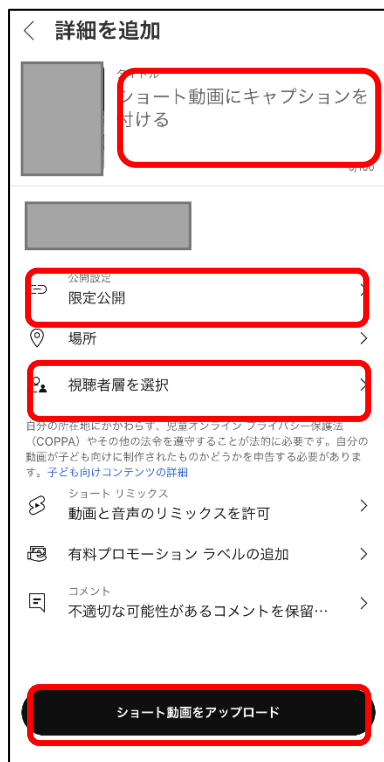 詳細を追加
タイトル
ショート動画にキャプションを
付ける
0/100
公開設定
限定公開
場所
視聴者層を選択
自分の所在地にかかわらず、児童オンライン プライバシー保護法
（COPPA）やその他の法令を遵守することが法的に必要です。自分の
動画が子ども向けに制作されたものかどうかを申告する必要がありま
す。子ども向けコンテンツの詳細
ショート リミックス
動画と音声のリミックスを許可
有料プロモーション ラベルの追加
コメント
不適切な可能性があるコメントを保留…
ショート動画をアップロード